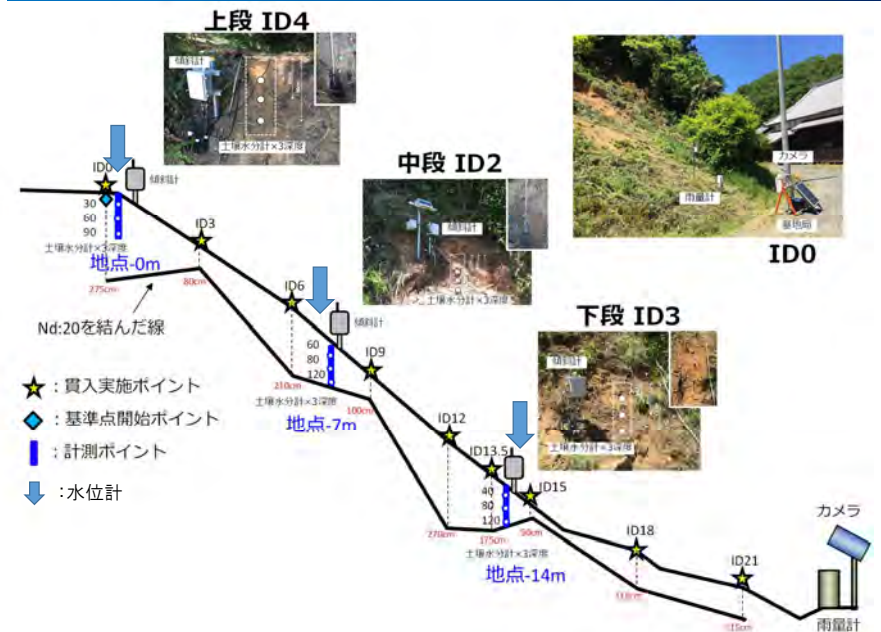 上段 ID4
傾斜計
土壌水分計×3深度
中段 ID2
傾斜計
土壌水分計×3深度
カメラ
雨量計
基地局
ID0
ID0
傾斜計
30
60
90
土壌水分計×3深度
地点-0m
275cm
ID3
80cm
Nd:20を結んだ線
ID6
傾斜計
60
80
120
210cm
土壌水分計×3深度
地点-7m
ID9
100cm
下段 ID3
傾斜計
土壌水分計×3深度
★:貫入実施ポイント
◆:基準点開始ポイント
:計測ポイント
:水位計
ID12
270cm
ID13.5
40
80
120
175cm
土壌水分計×3深度
地点-14m
ID15
50cm
ID18
ID21
カメラ
雨量計